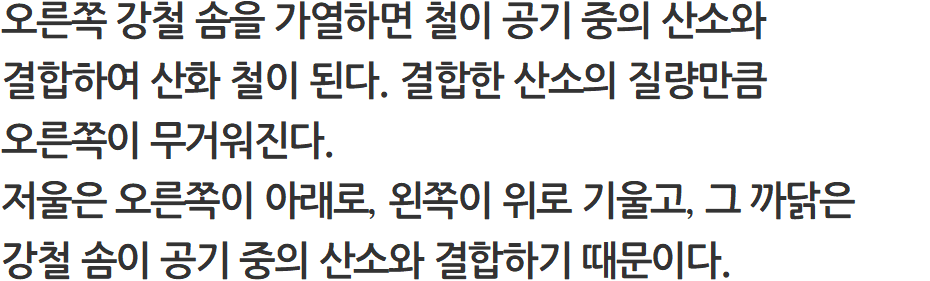 오른쪽 강철 솜을 가열하면 철이 공기 중의 산소와
결합하여 산화 철이 된다. 결합한 산소의 질량만큼
오른쪽이 무거워진다.
저울은 오른쪽이 아래로, 왼쪽이 위로 기울고, 그 까닭은
강철 솜이 공기 중의 산소와 결합하기 때문이다.